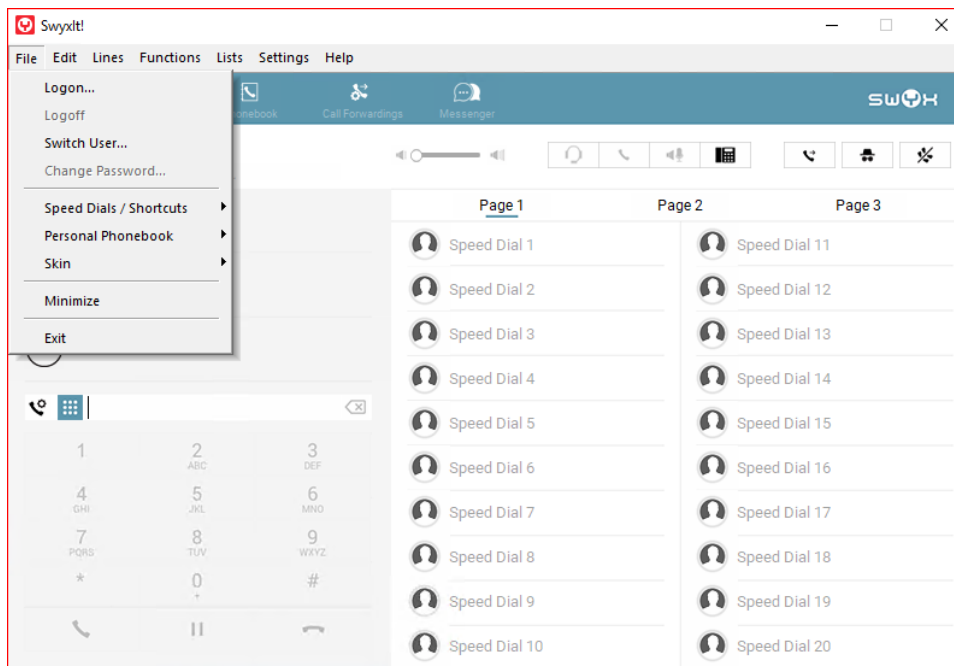 SwyxIt!
File Edit Lines Functions Lists Settings Help
Logon...
Logoff
Switch User...
Change Password...
Speed Dials / Shortcuts
Personal Phonebook
Skin
Minimize
Exit
onebook Call Forwardings Messenger
swyx
Page 1 Page 2 Page 3
Speed Dial 1 Speed Dial 11
Speed Dial 2 Speed Dial 12
Speed Dial 3 Speed Dial 13
Speed Dial 4 Speed Dial 14
Speed Dial 5 Speed Dial 15
Speed Dial 6 Speed Dial 16
Speed Dial 7 Speed Dial 17
Speed Dial 8 Speed Dial 18
Speed Dial 9 Speed Dial 19
Speed Dial 10 Speed Dial 20
1 2 3
ABC DEF
4 5 6
GHI JKL MNO
7 8 9
PQRS TUV WXYZ
* 0 #
+